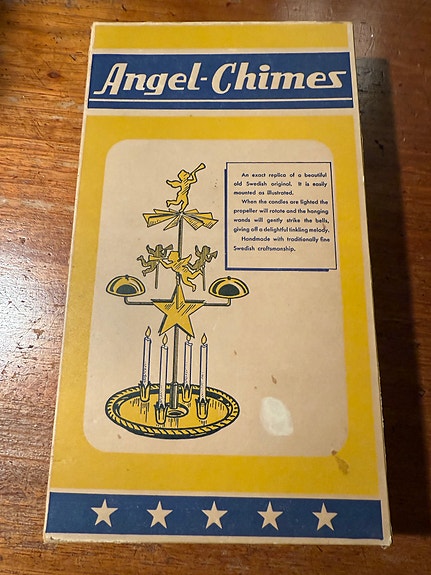 Angel-Chimes
An exact replica of a beautiful
old Swedish original. It is easily
mounted as illustrated.
When the candles are lighted the
propeller will rotate and the hanging
wands will gently strike the bells,
giving off a delightful tinkling melody.
Handmade with traditionally fine
Swedish craftsmanship.